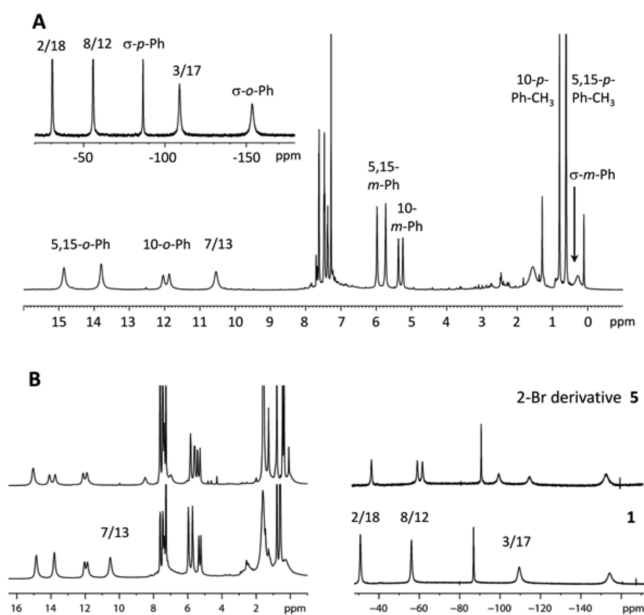 A
2/18
8/12
σ-p-Ph
3/17
σ-o-Ph
-50
-100
-150
ppm
10-p-
Ph-CH3
5,15-p-
Ph-CH3
σ-m-Ph
5,15-
m-Ph
10-
m-Ph
5,15-o-Ph
10-o-Ph
7/13
15
14
13
12
11
10
9
8
7
6
5
4
3
2
1
0
ppm
B
2-Br derivative 5
1
7/13
2/18
8/12
3/17
16
14
12
10
8
6
4
2
ppm
−40
−60
−80
−100
−120
−140
ppm